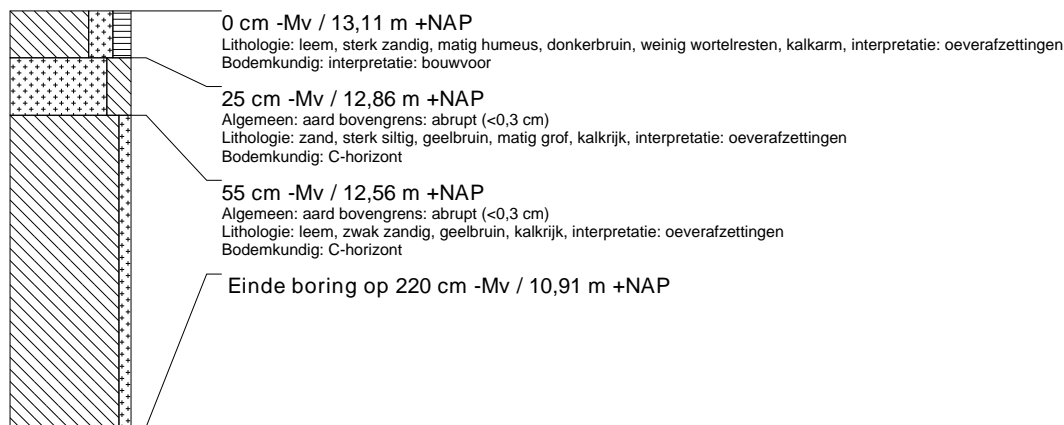 0 cm -Mv / 13,11 m +NAP
Lithologie: leem, sterk zandig, matig humeus, donkerbruin, weinig wortelresten, kalkarm, interpretatie: oeverafzettingen
Bodemkundig: interpretatie: bouwvoor
25 cm -Mv / 12,86 m +NAP
Algemeen: aard bovengrens: abrupt (<0,3 cm)
Lithologie: zand, sterk siltig, geelbruin, matig grof, kalkrijk, interpretatie: oeverafzettingen
Bodemkundig: C-horizont
55 cm -Mv / 12,56 m +NAP
Algemeen: aard bovengrens: abrupt (<0,3 cm)
Lithologie: leem, zwak zandig, geelbruin, kalkrijk, interpretatie: oeverafzettingen
Bodemkundig: C-horizont
Einde boring op 220 cm -Mv / 10,91 m +NAP